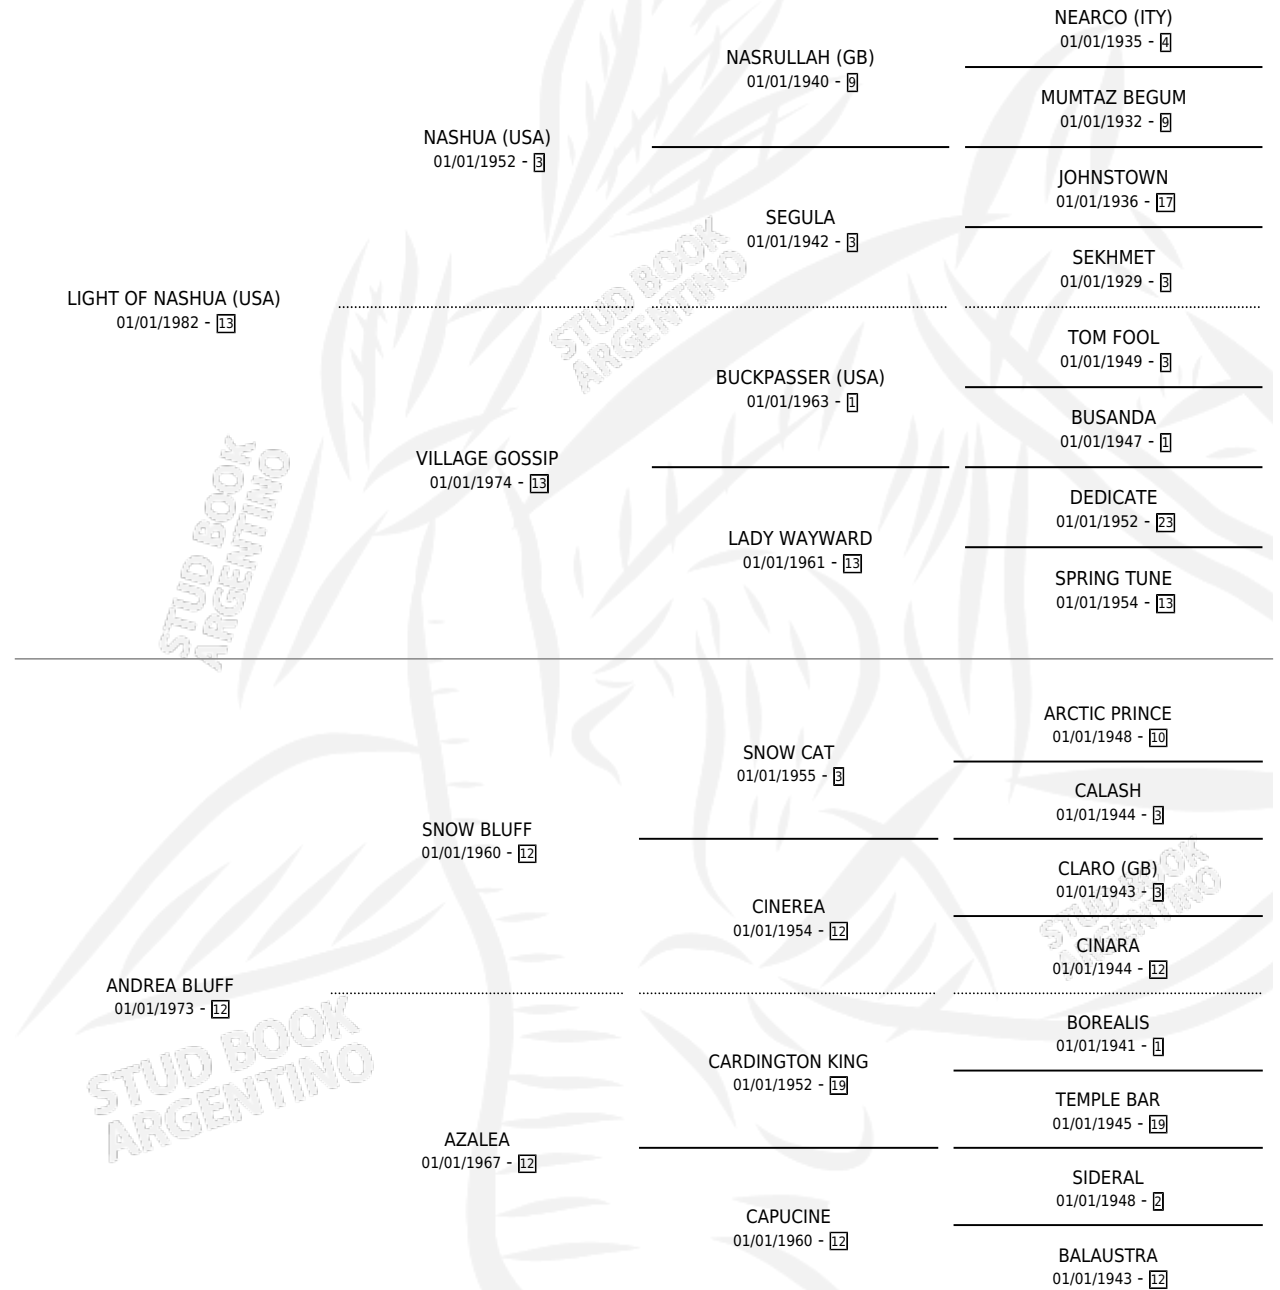 NEARCO (ITY)
01/01/1935 - 4
NASRULLAH (GB)
01/01/1940 - 9
MUMTAZ BEGUM
01/01/1932 - 9
NASHUA (USA)
01/01/1952 - 3
JOHNSTOWN
01/01/1936 - 17
SEGULA
01/01/1942 - 3
SEKHMET
01/01/1929 - 3
STUD BOOK
ARGENTINO
LIGHT OF NASHUA (USA)
01/01/1982 - 13
TOM FOOL
01/01/1949 - 3
BUCKPASSER (USA)
01/01/1963 - 1
BUSANDA
01/01/1947 - 1
VILLAGE GOSSIP
01/01/1974 - 13
DEDICATE
01/01/1952 - 23
LADY WAYWARD
01/01/1961 - 13
SPRING TUNE
01/01/1954 - 13
STUD BOOK
ARGENTINO
ARCTIC PRINCE
01/01/1948 - 10
SNOW CAT
01/01/1955 - 3
CALASH
01/01/1944 - 3
SNOW BLUFF
01/01/1960 - 12
CLARO (GB)
01/01/1943 - 3
CINEREA
01/01/1954 - 12
STUD BOOK
ARGENTINO
CINARA
01/01/1944 - 12
ANDREA BLUFF
01/01/1973 - 12
STUD BOOK
ARGENTINO
BOREALIS
01/01/1941 - 1
CARDINGTON KING
01/01/1952 - 19
TEMPLE BAR
01/01/1945 - 19
AZALEA
01/01/1967 - 12
SIDERAL
01/01/1948 - 2
CAPUCINE
01/01/1960 - 12
BALAUSTRA
01/01/1943 - 12